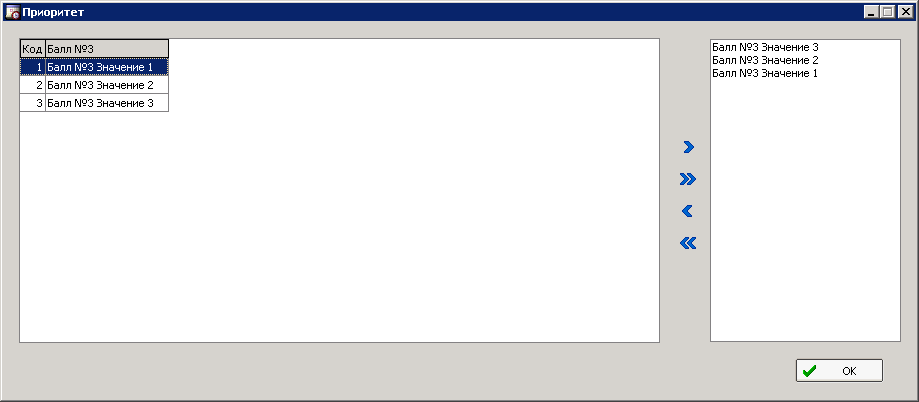 Приоритет
Код Балл №3
1 Балл №3 Значение 1
2 Балл №3 Значение 2
3 Балл №3 Значение 3
Балл №3 Значение 3
Балл №3 Значение 2
Балл №3 Значение 1
OK